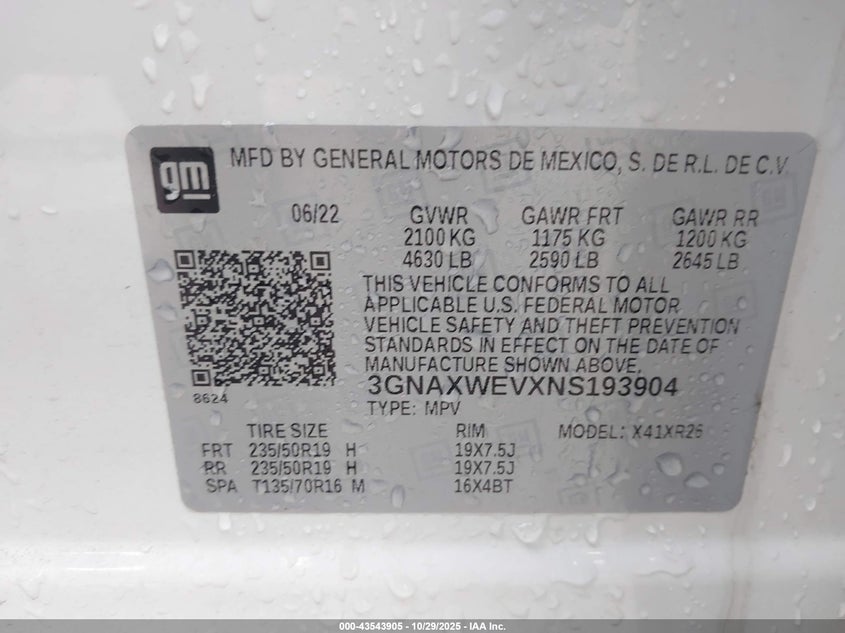 gm
MFD BY GENERAL MOTORS DE MEXICO, S. DE R.L. DE C.V.
06/22 GVWR GAWR FRT GAWR RR
2100 KG 1175 KG 1200 KG
4630 LB 2590 LB 2645 LB
THIS VEHICLE CONFORMS TO ALL
APPLICABLE U.S. FEDERAL MOTOR
VEHICLE SAFETY AND THEFT PREVENTION
STANDARDS IN EFFECT ON THE DATE OF
MANUFACTURE SHOWN ABOVE.
3GNAXWEVXNS193904
8624
TYPE: MPV
TIRE SIZE RIM MODEL: X41XR26
FRT 235/50R19 H 19X7.5J
RR 235/50R19 H 19X7.5J
SPA T135/70R16 M 16X4BT
000-43543905 - 10/29/2025 - IAA Inc.